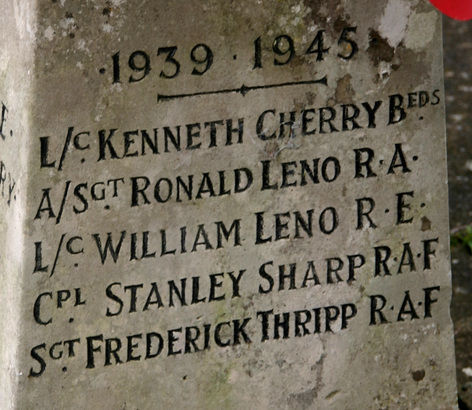 ·1939·1945·
L/C. KENNETH CHERRY BEDS.
A/SGT RONALD LENO R·A·
L/C. WILLIAM LENO R·E·
CPL STANLEY SHARP R·A·F
SGT FREDERICK THRIPP R·A·F